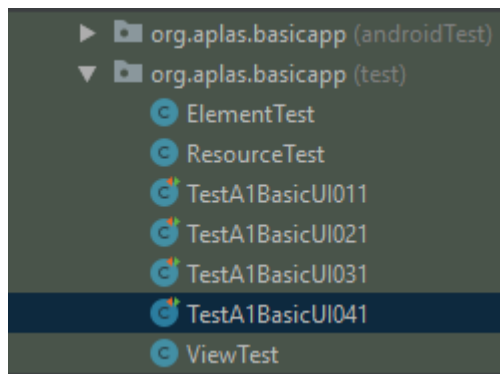 org.aplas.basicapp (androidTest)
org.aplas.basicapp (test)
C ElementTest
C ResourceTest
C TestA1BasicUI011
C TestA1BasicUI021
C TestA1BasicUI031
C TestA1BasicUI041
C ViewTest